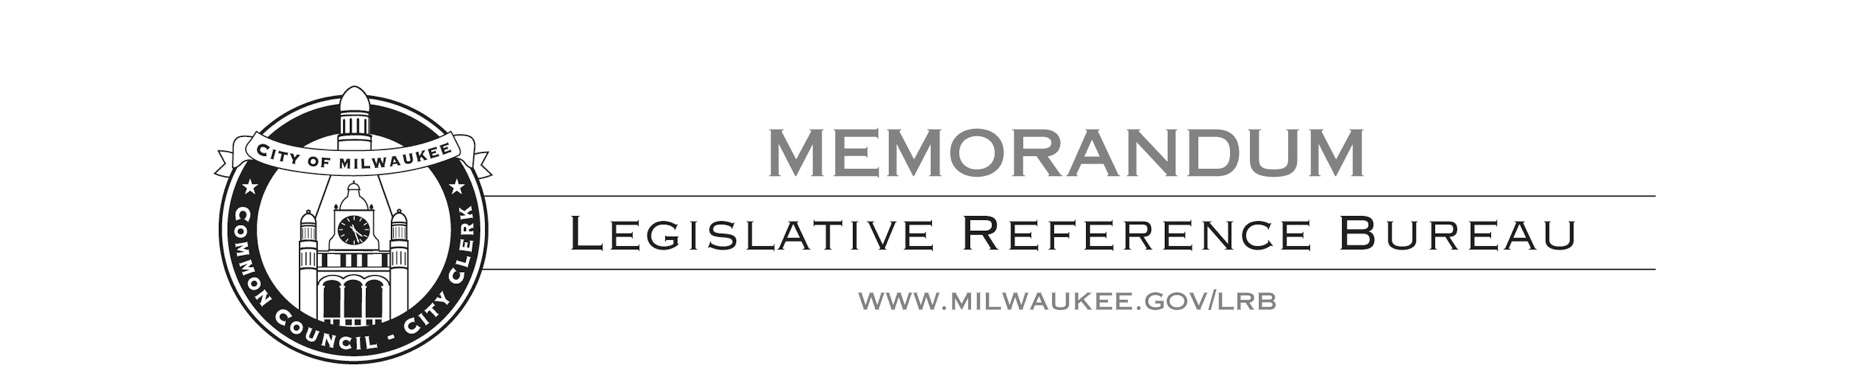 MEMORANDUM
CITY OF MILWAUKEE
LEGISLATIVE REFERENCE BUREAU
COMMON COUNCIL - CITY CLERK
WWW.MILWAUKEE.GOV/LRB